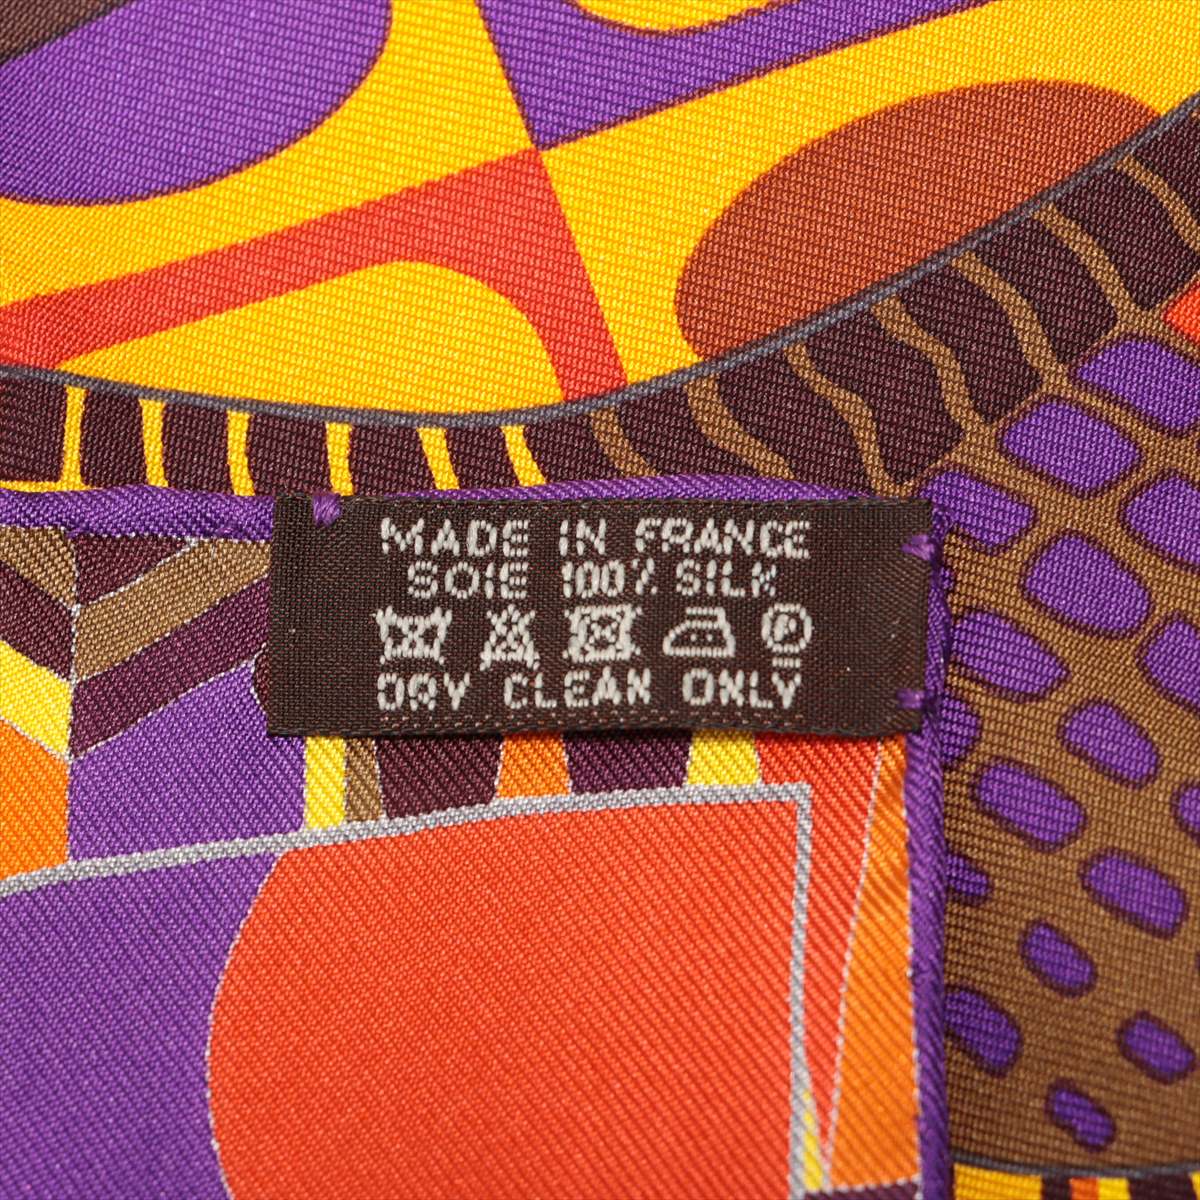 MADE IN FRANCE
SOIE 100% SILK
P
DRY CLEAN ONLY